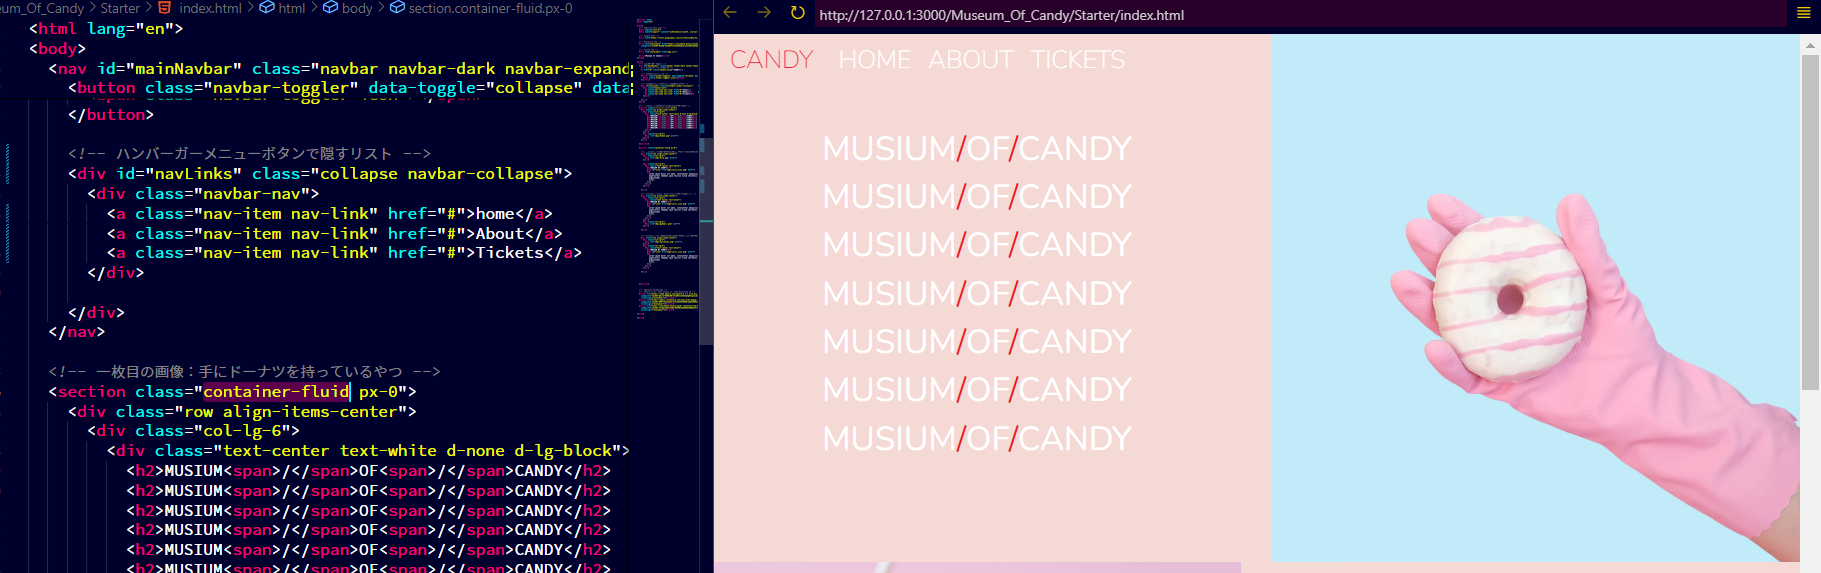 um_Of_Candy > Starter > index.html > html > body > section.container-fluid.px-0
<html lang="en">
<body>
<nav id="mainNavbar" class="navbar navbar-dark navbar-expand
<button class="navbar-toggler" data-toggle="collapse" data
</button>
<!-- ハンバーガーメニューボタンで隠すリスト -->
<div id="navLinks" class="collapse navbar-collapse">
<div class="navbar-nav">
<a class="nav-item nav-link" href="#">home</a>
<a class="nav-item nav-link" href="#">About</a>
<a class="nav-item nav-link" href="#">Tickets</a>
</div>
</div>
</nav>
<!-- 一枚目の画像：手にドーナツを持っているやつ -->
<section class="container-fluid px-0">
<div class="row align-items-center">
<div class="col-lg-6">
<div class="text-center text-white d-none d-lg-block">
<h2>MUSIUM<span>/</span>OF<span>/</span>CANDY</h2>
<h2>MUSIUM<span>/</span>OF<span>/</span>CANDY</h2>
<h2>MUSIUM<span>/</span>OF<span>/</span>CANDY</h2>
<h2>MUSIUM<span>/</span>OF<span>/</span>CANDY</h2>
<h2>MUSIUM<span>/</span>OF<span>/</span>CANDY</h2>
<h2>MUSIUM<span>/</span>OF<span>/</span>CANDY</h2>
http://127.0.0.1:3000/Museum_Of_Candy/Starter/index.html
CANDY HOME ABOUT TICKETS
MUSIUM/OF/CANDY
MUSIUM/OF/CANDY
MUSIUM/OF/CANDY
MUSIUM/OF/CANDY
MUSIUM/OF/CANDY
MUSIUM/OF/CANDY
MUSIUM/OF/CANDY